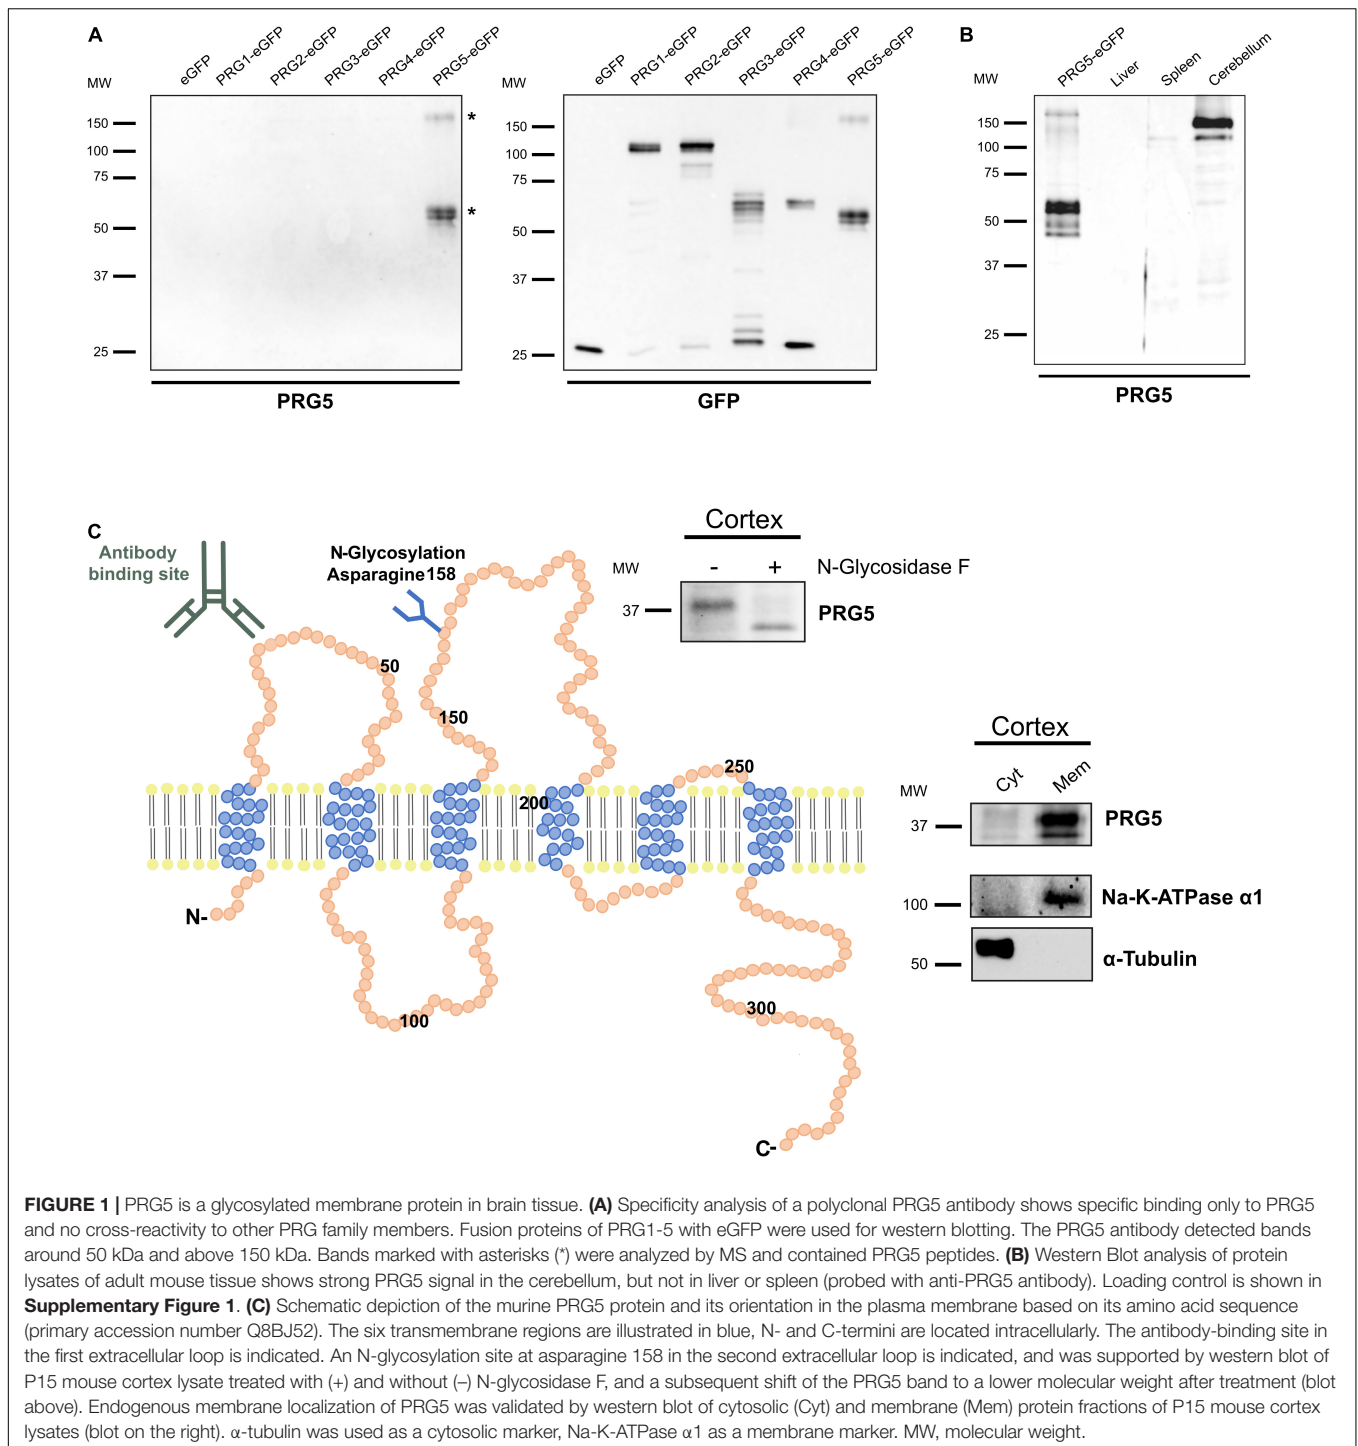 A
MW
eGFP
PRG1-eGFP
PRG2-eGFP
PRG3-eGFP
PRG4-eGFP
PRG5-eGFP
150
100
75
50
37
25
*
*
PRG5
MW
eGFP
PRG1-eGFP
PRG2-eGFP
PRG3-eGFP
PRG4-eGFP
PRG5-eGFP
150
100
75
50
37
25
GFP
B
MW
PRG5-eGFP
Liver
Spleen
Cerebellum
150
100
75
50
37
25
PRG5
C
Antibody
binding site
N-Glycosylation
Asparagine158
50
150
200
250
100
300
N-
C-
Cortex
MW
- + N-Glycosidase F
37
PRG5
Cortex
MW
Cyt
Mem
37
PRG5
100
Na-K-ATPase α1
50
α-Tubulin
FIGURE 1 | PRG5 is a glycosylated membrane protein in brain tissue. (A) Specificity analysis of a polyclonal PRG5 antibody shows specific binding only to PRG5
and no cross-reactivity to other PRG family members. Fusion proteins of PRG1-5 with eGFP were used for western blotting. The PRG5 antibody detected bands
around 50 kDa and above 150 kDa. Bands marked with asterisks (*) were analyzed by MS and contained PRG5 peptides. (B) Western Blot analysis of protein
lysates of adult mouse tissue shows strong PRG5 signal in the cerebellum, but not in liver or spleen (probed with anti-PRG5 antibody). Loading control is shown in
Supplementary Figure 1. (C) Schematic depiction of the murine PRG5 protein and its orientation in the plasma membrane based on its amino acid sequence
(primary accession number Q8BJ52). The six transmembrane regions are illustrated in blue, N- and C-termini are located intracellularly. The antibody-binding site in
the first extracellular loop is indicated. An N-glycosylation site at asparagine 158 in the second extracellular loop is indicated, and was supported by western blot of
P15 mouse cortex lysate treated with (+) and without (–) N-glycosidase F, and a subsequent shift of the PRG5 band to a lower molecular weight after treatment (blot
above). Endogenous membrane localization of PRG5 was validated by western blot of cytosolic (Cyt) and membrane (Mem) protein fractions of P15 mouse cortex
lysates (blot on the right). α-tubulin was used as a cytosolic marker, Na-K-ATPase α1 as a membrane marker. MW, molecular weight.